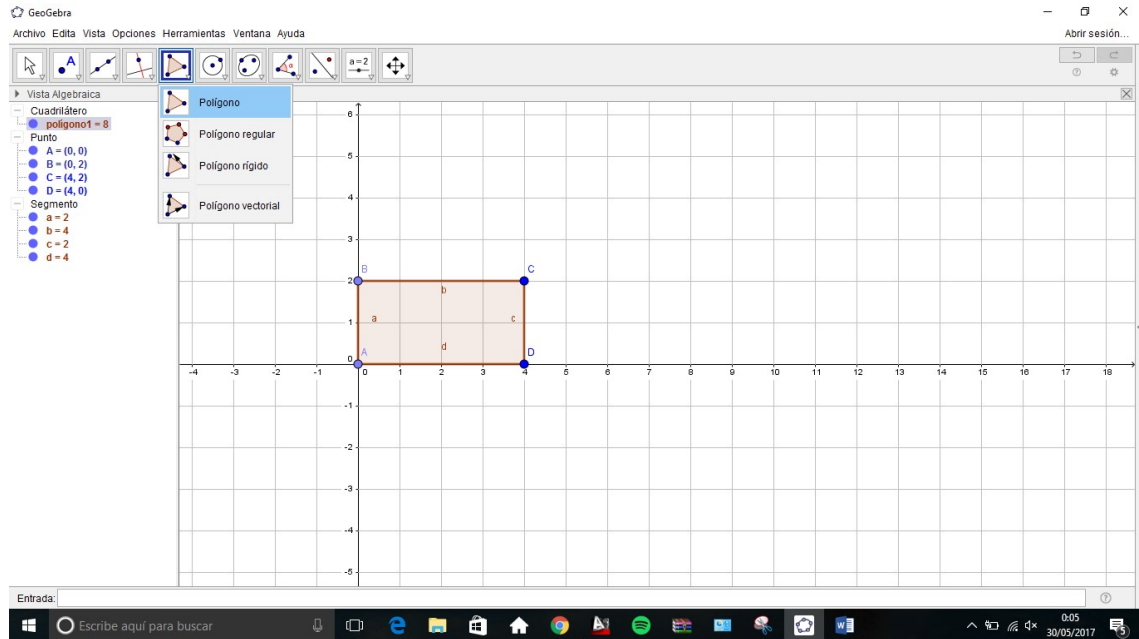 GeoGebra
Archivo Edita Vista Opciones Herramientas Ventana Ayuda
Abrir sesión...
A
α
a=2
Vista Algebraica
Cuadrilátero
polígono1 = 8
Punto
A = (0, 0)
B = (0, 2)
C = (4, 2)
D = (4, 0)
Segmento
a = 2
b = 4
c = 2
d = 4
Polígono
Polígono regular
Polígono rígido
Polígono vectorial
6
5
4
3
B
C
2
b
1
a
c
d
0
A
D
-4 -3 -2 -1 0 1 2 3 4 5 6 7 8 9 10 11 12 13 14 15 16 17 18
-1
-2
-3
-4
-5
Entrada:
Escribe aquí para buscar
0:05
30/05/2017
5